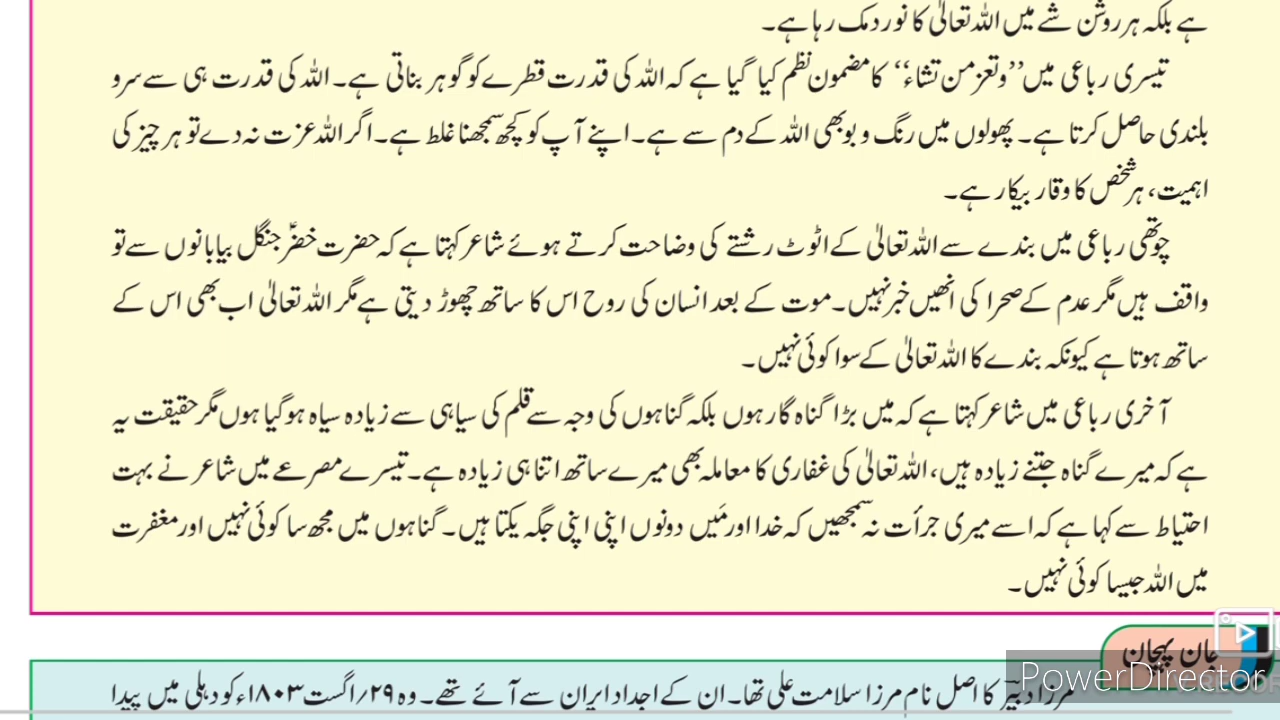 ہے بلکہ ہر روشن شے میں اللہ تعالیٰ کا نور دمک رہا ہے۔
تیسری رباعی میں ’’وتعز من تشاء‘‘ کا مضمون نظم کیا گیا ہے کہ اللہ کی قدرت قطرے کو گوہر بناتی ہے۔ اللہ کی قدرت ہی سے سرو
بلندی حاصل کرتا ہے۔ پھولوں میں رنگ و بو بھی اللہ کے دم سے ہے۔ اپنے آپ کو کچھ سمجھنا غلط ہے۔ اگر اللہ عزت نہ دے تو ہر چیز کی
اہمیت، ہر شخص کا وقار بیکار ہے۔
چوتھی رباعی میں بندے سے اللہ تعالیٰ کے اٹوٹ رشتے کی وضاحت کرتے ہوئے شاعر کہتا ہے کہ حضرت خضرؑ جنگل بیابانوں سے تو
واقف ہیں مگر عدم کے صحرا کی انھیں خبر نہیں۔ موت کے بعد انسان کی روح اس کا ساتھ چھوڑ دیتی ہے مگر اللہ تعالیٰ اب بھی اس کے
ساتھ ہوتا ہے کیونکہ بندے کا اللہ تعالیٰ کے سوا کوئی نہیں۔
آخری رباعی میں شاعر کہتا ہے کہ میں بڑا گناہ گار ہوں بلکہ گناہوں کی وجہ سے قلم کی سیاہی سے زیادہ سیاہ ہو گیا ہوں مگر حقیقت یہ
ہے کہ میرے گناہ جتنے زیادہ ہیں، اللہ تعالیٰ کی غفاری کا معاملہ بھی میرے ساتھ اتنا ہی زیادہ ہے۔ تیسرے مصرعے میں شاعر نے بہت
احتیاط سے کہا ہے کہ اسے میری جرأت نہ سمجھیں کہ خدا اور مَیں دونوں اپنی اپنی جگہ یکتا ہیں۔ گناہوں میں مجھ سا کوئی نہیں اور مغفرت
میں اللہ جیسا کوئی نہیں۔
جان پہچان
PowerDirector
مرزا دبیرؔ کا اصل نام مرزا سلامت علی تھا۔ ان کے اجداد ایران سے آئے تھے۔ وہ ۲۹؍ اگست ۱۸۰۳ء کو دہلی میں پیدا